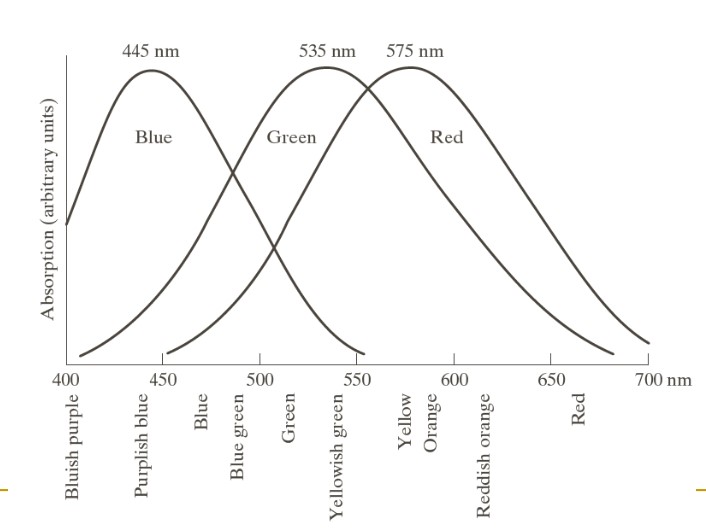 445 nm
535 nm
575 nm
Absorption (arbitrary units)
Blue
Green
Red
400
450
500
550
600
650
700 nm
Bluish purple
Purplish blue
Blue
Blue green
Green
Yellowish green
Yellow
Orange
Reddish orange
Red